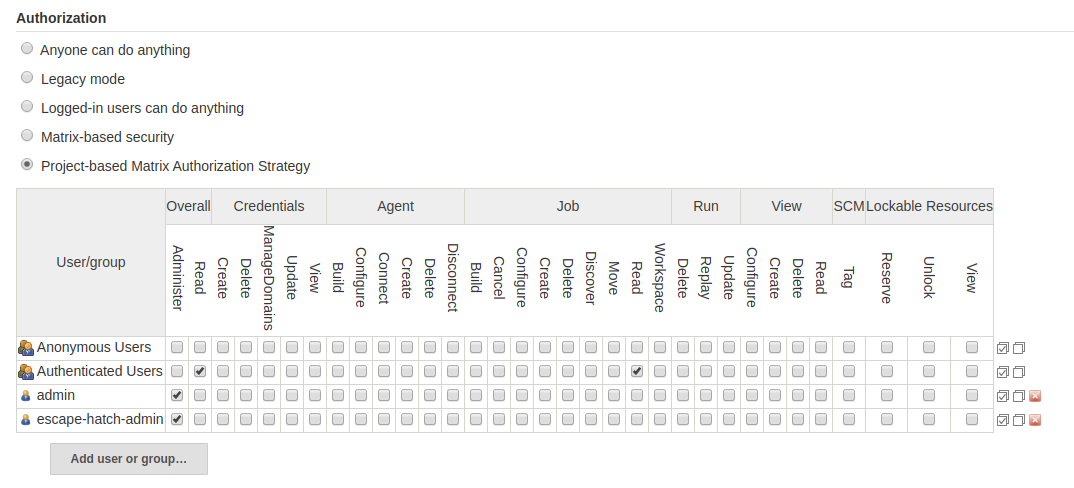 Authorization
Anyone can do anything
Legacy mode
Logged-in users can do anything
Matrix-based security
Project-based Matrix Authorization Strategy
User/group Overall Credentials Agent Job Run View SCM Lockable Resources
Administer Read Create Delete ManageDomains Update View Build Configure Connect Create Delete Disconnect Build Cancel Configure Create Delete Discover Move Read Workspace Delete Replay Update Configure Create Delete Read Tag Reserve Unlock View
Anonymous Users
Authenticated Users
admin
escape-hatch-admin
Add user or group…